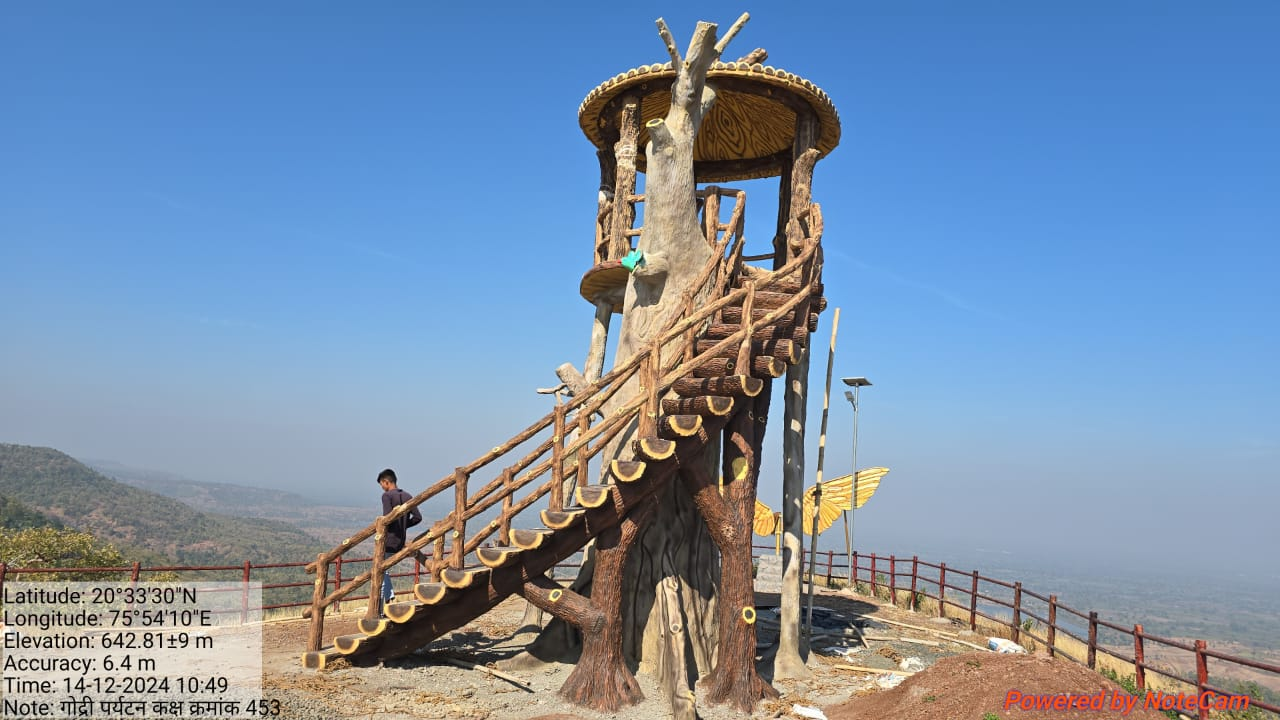 Latitude: 20°33'30"N
Longitude: 75°54'10"E
Elevation: 642.81±9 m
Accuracy: 6.4 m
Time: 14-12-2024 10:49
Note: गोद्री पर्यटन कक्ष क्रमांक 453
Powered by NoteCam